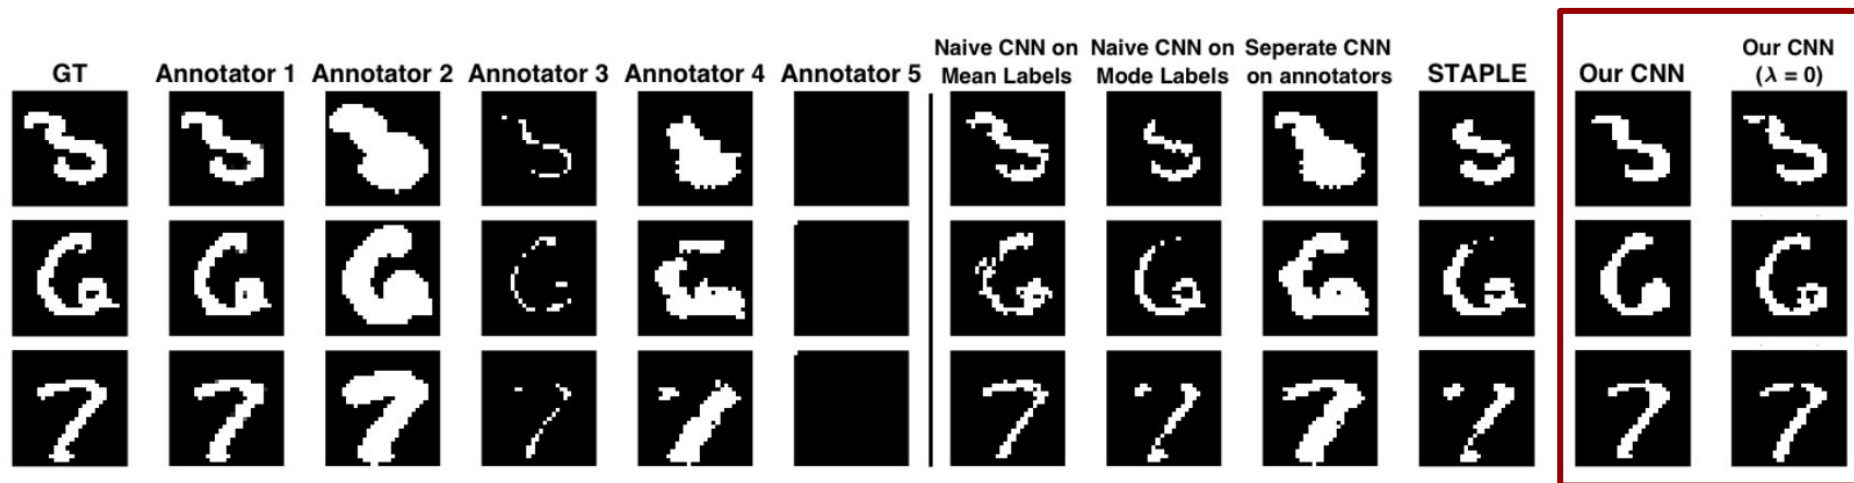 GT
Annotator 1
Annotator 2
Annotator 3
Annotator 4
Annotator 5
Naive CNN on
Mean Labels
Naive CNN on
Mode Labels
Seperate CNN
on annotators
STAPLE
Our CNN
Our CNN
(λ = 0)